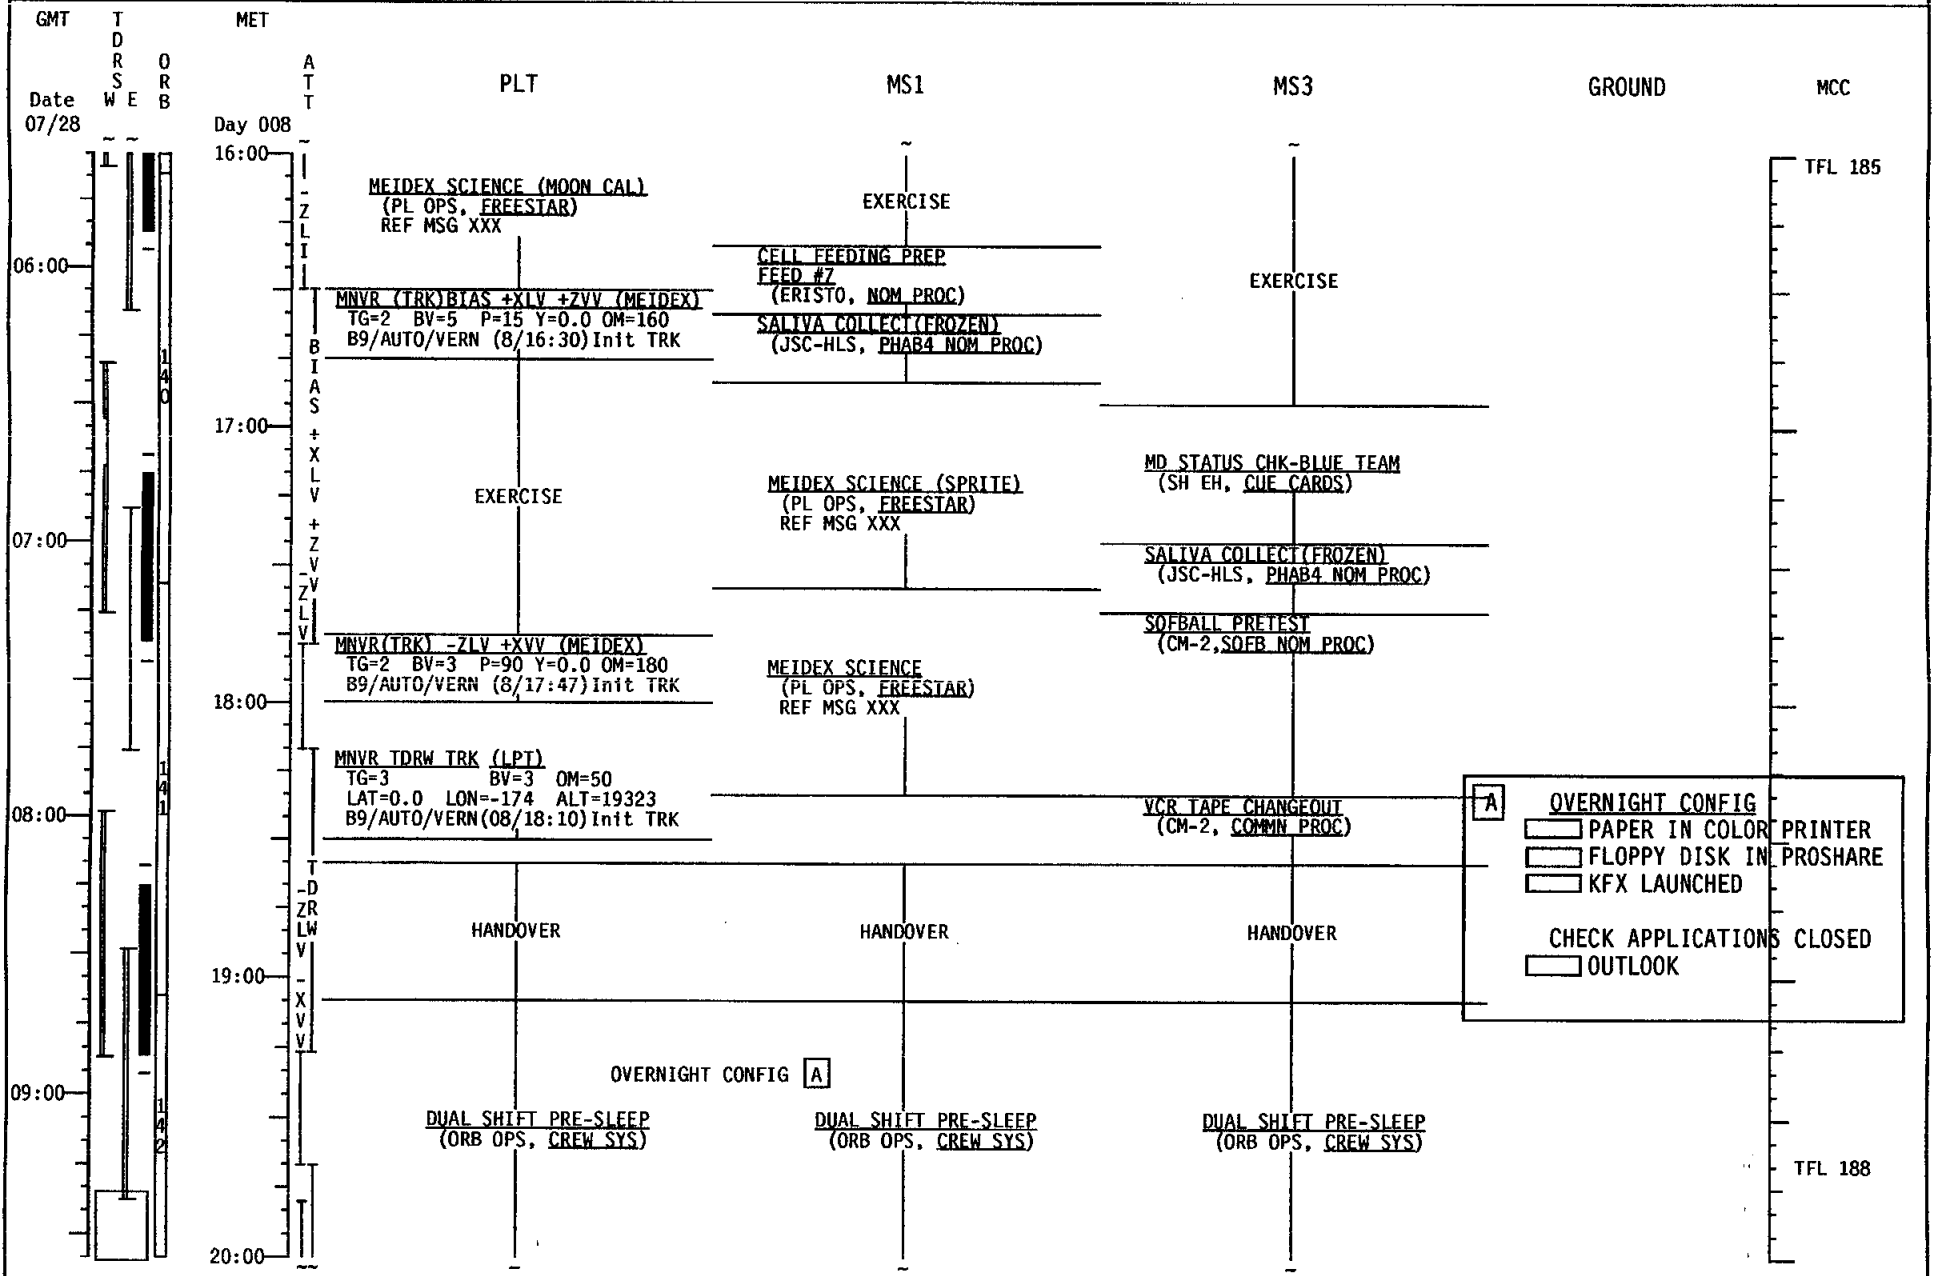 GMT
TDRS
W E
ORB
MET
ATT
PLT
MS1
MS3
GROUND
MCC
Date
07/28
Day 008
16:00
17:00
18:00
19:00
20:00
06:00
07:00
08:00
09:00
140
141
142
-ZLI
BIAS +XLV +ZVV
-ZLV
TDRW
-ZLV -XVV
MEIDEX SCIENCE (MOON CAL)
(PL OPS, FREESTAR)
REF MSG XXX
MNVR (TRK)BIAS +XLV +ZVV (MEIDEX)
TG=2 BV=5 P=15 Y=0.0 OM=160
B9/AUTO/VERN (8/16:30)Init TRK
EXERCISE
MNVR(TRK) -ZLV +XVV (MEIDEX)
TG=2 BV=3 P=90 Y=0.0 OM=180
B9/AUTO/VERN (8/17:47)Init TRK
MNVR TDRW TRK (LPT)
TG=3 BV=3 OM=50
LAT=0.0 LON=-174 ALT=19323
B9/AUTO/VERN(08/18:10)Init TRK
HANDOVER
OVERNIGHT CONFIG A
DUAL SHIFT PRE-SLEEP
(ORB OPS, CREW SYS)
EXERCISE
CELL FEEDING PREP
FEED #7
(ERISTO, NOM PROC)
SALIVA COLLECT(FROZEN)
(JSC-HLS, PHAB4 NOM PROC)
MEIDEX SCIENCE (SPRITE)
(PL OPS, FREESTAR)
REF MSG XXX
MEIDEX SCIENCE
(PL OPS, FREESTAR)
REF MSG XXX
HANDOVER
DUAL SHIFT PRE-SLEEP
(ORB OPS, CREW SYS)
EXERCISE
MD STATUS CHK-BLUE TEAM
(SH EH, CUE CARDS)
SALIVA COLLECT(FROZEN)
(JSC-HLS, PHAB4 NOM PROC)
SOFBALL PRETEST
(CM-2,SOFB NOM PROC)
VCR TAPE CHANGEOUT
(CM-2, COMMN PROC)
HANDOVER
DUAL SHIFT PRE-SLEEP
(ORB OPS, CREW SYS)
A OVERNIGHT CONFIG
PAPER IN COLOR PRINTER
FLOPPY DISK IN PROSHARE
KFX LAUNCHED
CHECK APPLICATIONS CLOSED
OUTLOOK
TFL 185
TFL 188